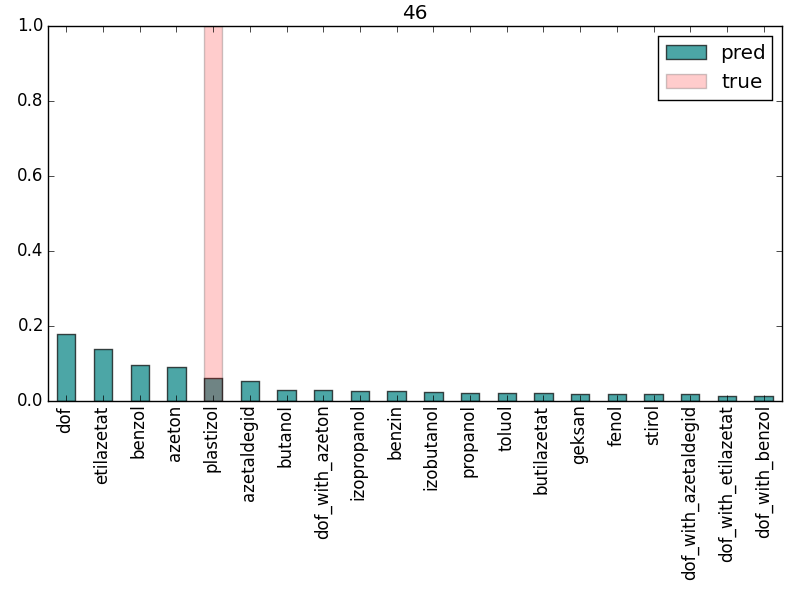 46
1.0
0.8
0.6
0.4
0.2
0.0
pred
true
dof
etilazetat
benzol
azeton
plastizol
azetaldegid
butanol
dof_with_azeton
izopropanol
benzin
izobutanol
propanol
toluol
butilazetat
geksan
fenol
stirol
dof_with_azetaldegid
dof_with_etilazetat
dof_with_benzol